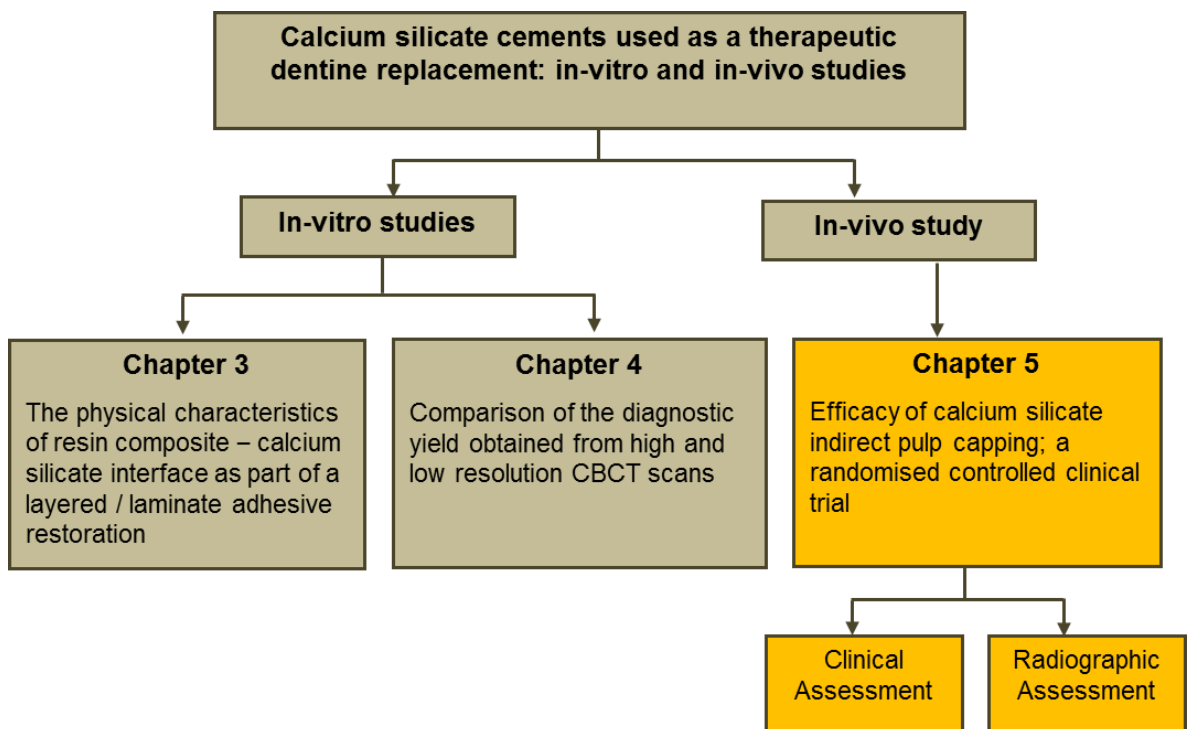 Calcium silicate cements used as a therapeutic
dentine replacement: in-vitro and in-vivo studies
In-vitro studies
In-vivo study
Chapter 3
The physical characteristics
of resin composite – calcium
silicate interface as part of a
layered / laminate adhesive
restoration
Chapter 4
Comparison of the diagnostic
yield obtained from high and
low resolution CBCT scans
Chapter 5
Efficacy of calcium silicate
indirect pulp capping; a
randomised controlled clinical
trial
Clinical
Assessment
Radiographic
Assessment